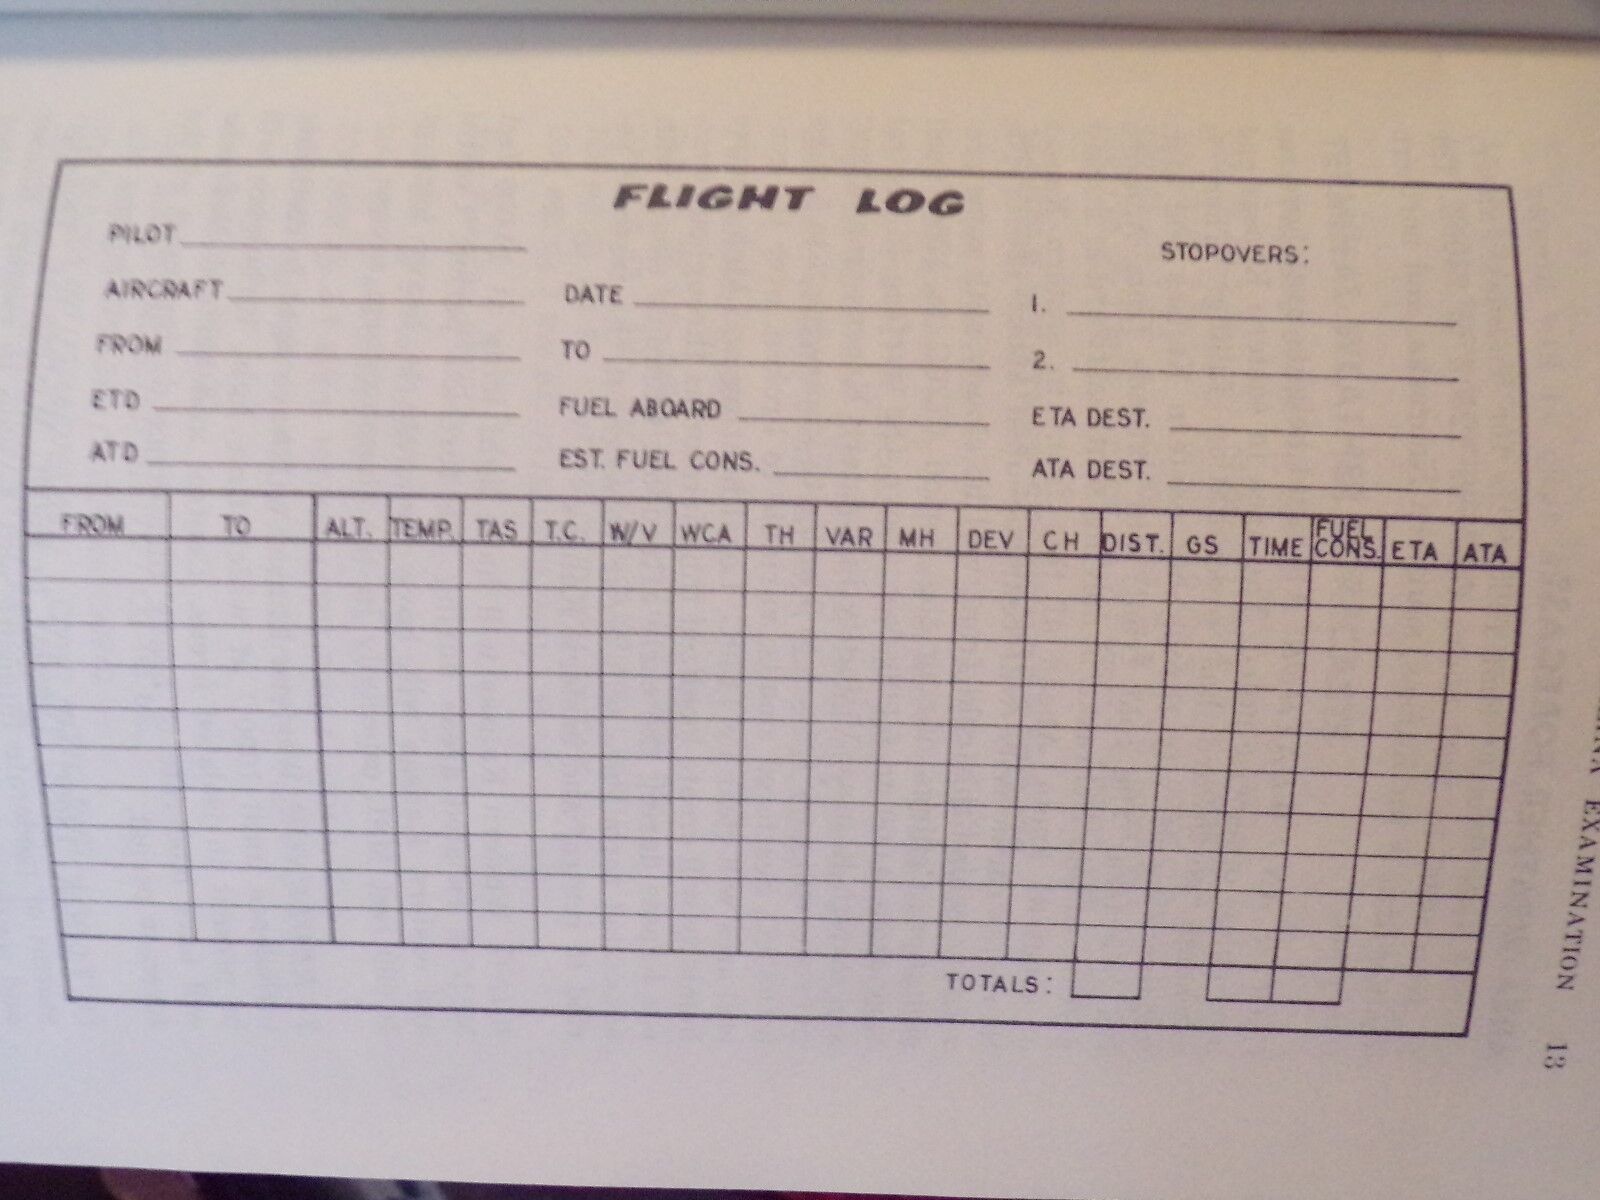 FLIGHT LOG
PILOT
STOPOVERS:
AIRCRAFT DATE 1.
FROM TO 2.
ETD FUEL ABOARD ETA DEST.
ATD EST. FUEL CONS. ATA DEST.
FROM TO ALT. TEMP. TAS T.C. W/V WCA TH VAR MH DEV CH DIST. GS TIME FUEL CONS. ETA ATA
TOTALS:
EXAMINATION 13